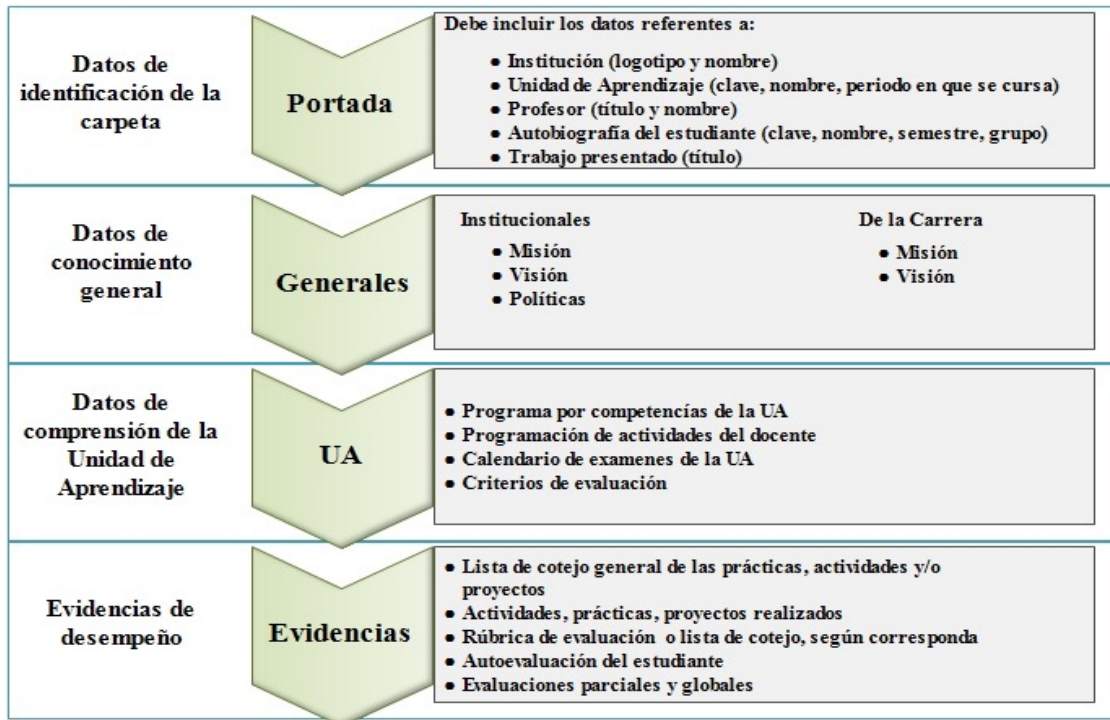 Datos de
identificación de la
carpeta
Portada
Debe incluir los datos referentes a:
● Institución (logotipo y nombre)
● Unidad de Aprendizaje (clave, nombre, periodo en que se cursa)
● Profesor (título y nombre)
● Autobiografía del estudiante (clave, nombre, semestre, grupo)
● Trabajo presentado (título)
Datos de
conocimiento
general
Generales
Institucionales
● Misión
● Visión
● Políticas
De la Carrera
● Misión
● Visión
Datos de
comprensión de la
Unidad de
Aprendizaje
UA
● Programa por competencías de la UA
● Programación de actividades del docente
● Calendario de examenes de la UA
● Criterios de evaluación
Evidencias de
desempeño
Evidencias
● Lista de cotejo general de las prácticas, actividades y/o
proyectos
● Actividades, prácticas, proyectos realizados
● Rúbrica de evaluación o lista de cotejo, según corresponda
● Autoevaluación del estudiante
● Evaluaciones parciales y globales